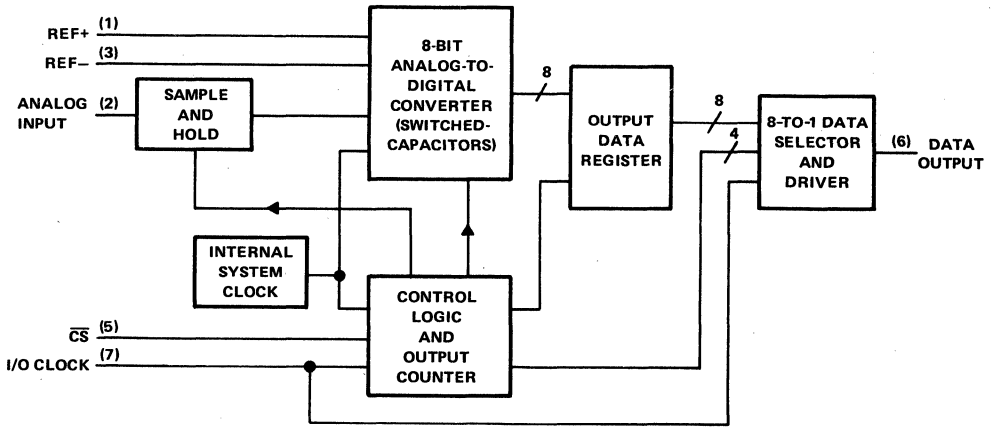 REF+ (1)
REF– (3)
ANALOG
INPUT
(2)
SAMPLE
AND
HOLD
8-BIT
ANALOG-TO-
DIGITAL
CONVERTER
(SWITCHED-
CAPACITORS)
8
OUTPUT
DATA
REGISTER
8
4
8-TO-1 DATA
SELECTOR
AND
DRIVER
(6)
DATA
OUTPUT
INTERNAL
SYSTEM
CLOCK
CONTROL
LOGIC
AND
OUTPUT
COUNTER
C̅S̅ (5)
I/O CLOCK (7)